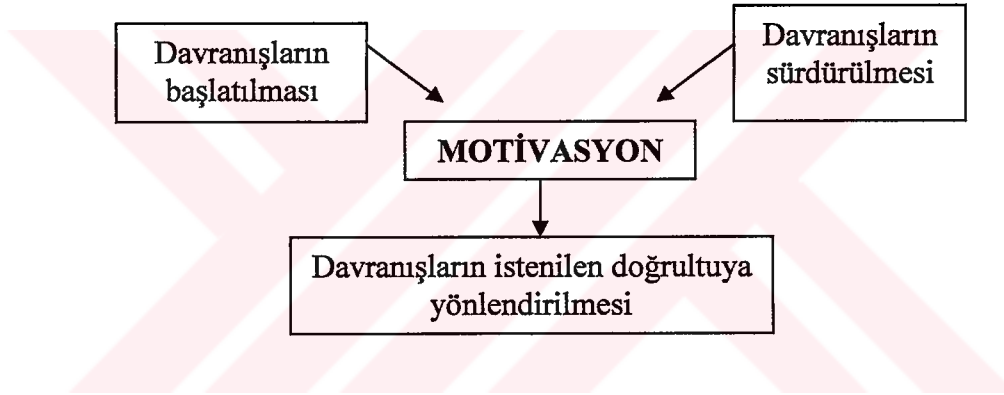 Davranışların
başlatılması
Davranışların
sürdürülmesi
MOTİVASYON
Davranışların istenilen doğrultuya
yönlendirilmesi